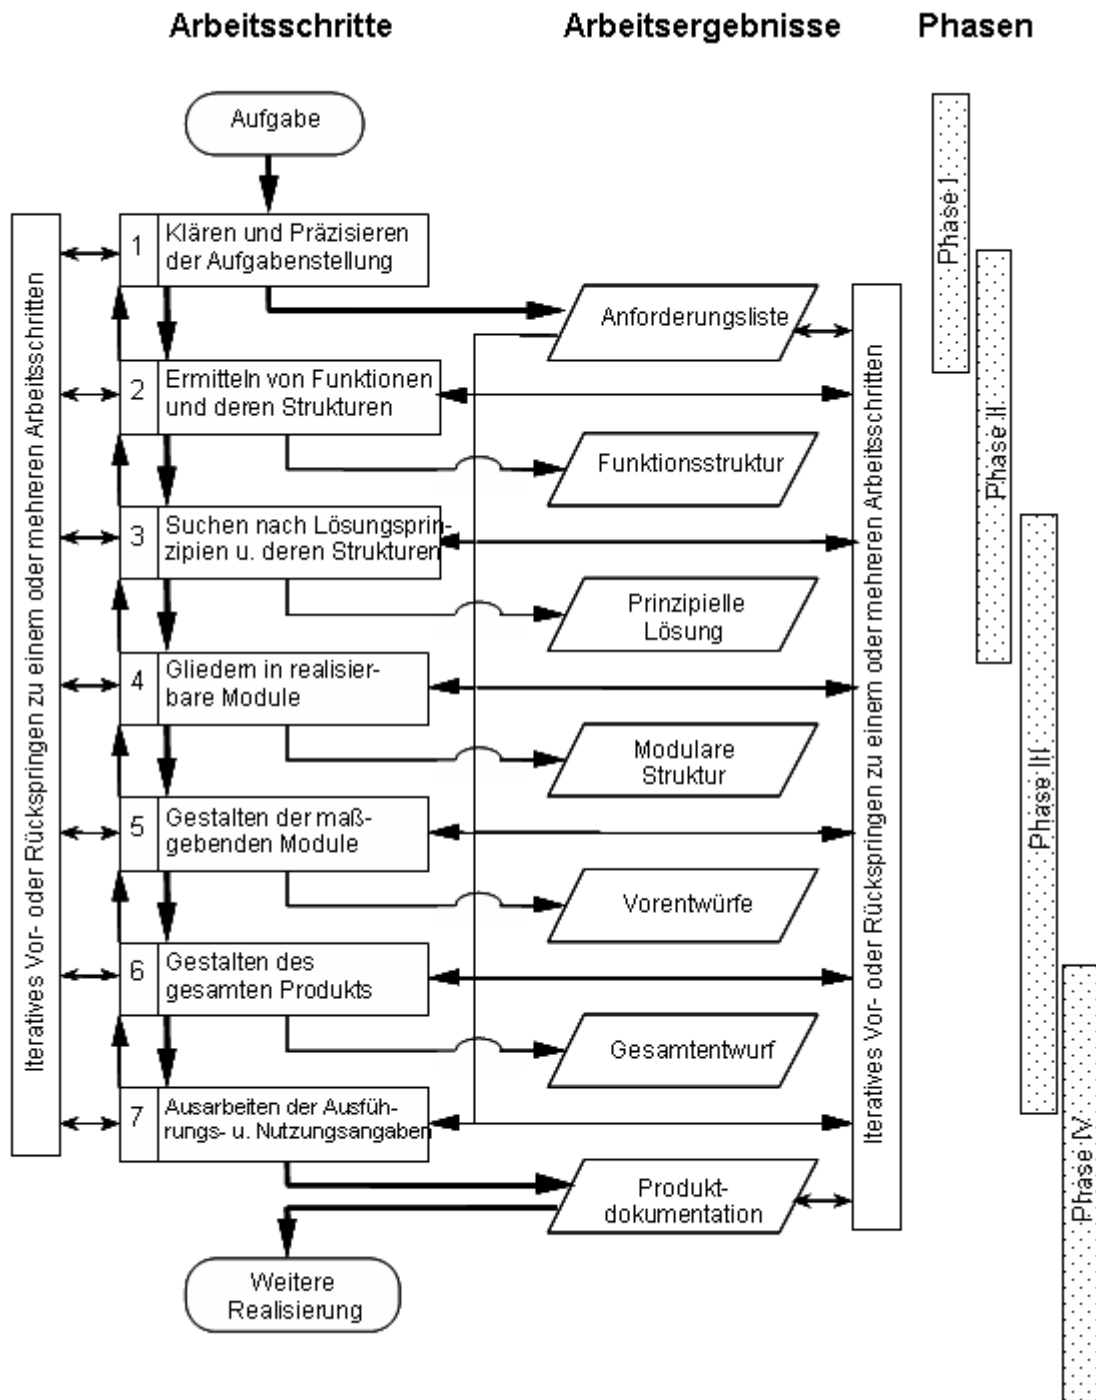 Arbeitsschritte
Arbeitsergebnisse
Phasen
Aufgabe
1
Klären und Präzisieren
der Aufgabenstellung
Anforderungsliste
2
Ermitteln von Funktionen
und deren Strukturen
Funktionsstruktur
3
Suchen nach Lösungsprin-
zipien u. deren Strukturen
Prinzipielle
Lösung
4
Gliedern in realisier-
bare Module
Modulare
Struktur
5
Gestalten der maß-
gebenden Module
Vorentwürfe
6
Gestalten des
gesamten Produkts
Gesamtentwurf
7
Ausarbeiten der Ausfüh-
rungs- u. Nutzungsangaben
Produkt-
dokumentation
Weitere
Realisierung
Iteratives Vor- oder Rückspringen zu einem oder mehreren Arbeitsschritten
Iteratives Vor- oder Rückspringen zu einem oder mehreren Arbeitsschritten
Phase I
Phase II
Phase III
Phase IV